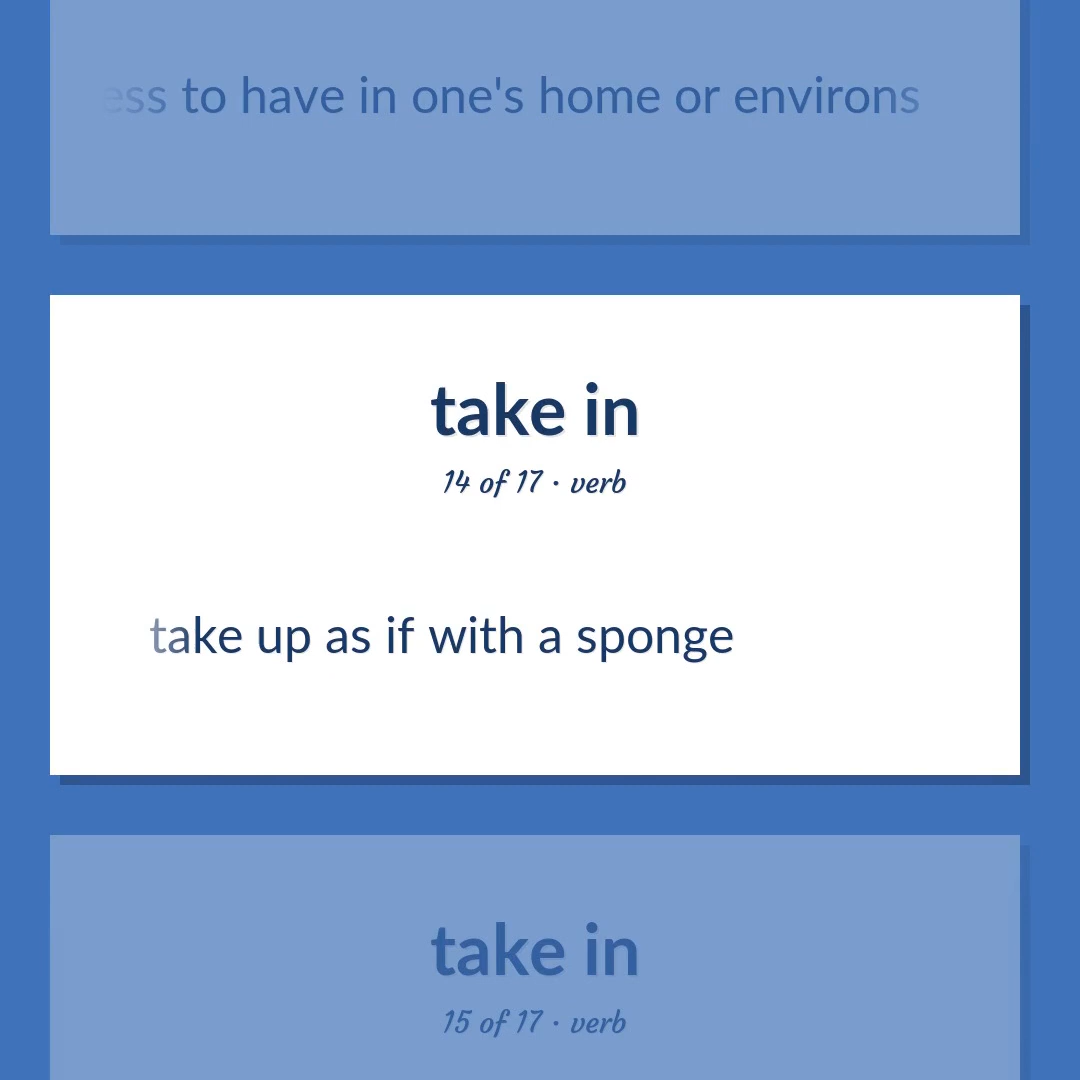 to have in one's home or environs
take in
14 of 17 · verb
take up as if with a sponge
take in
15 of 17 · verb